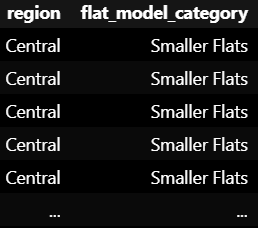 region flat_model_category
Central Smaller Flats
Central Smaller Flats
Central Smaller Flats
Central Smaller Flats
Central Smaller Flats
... ...